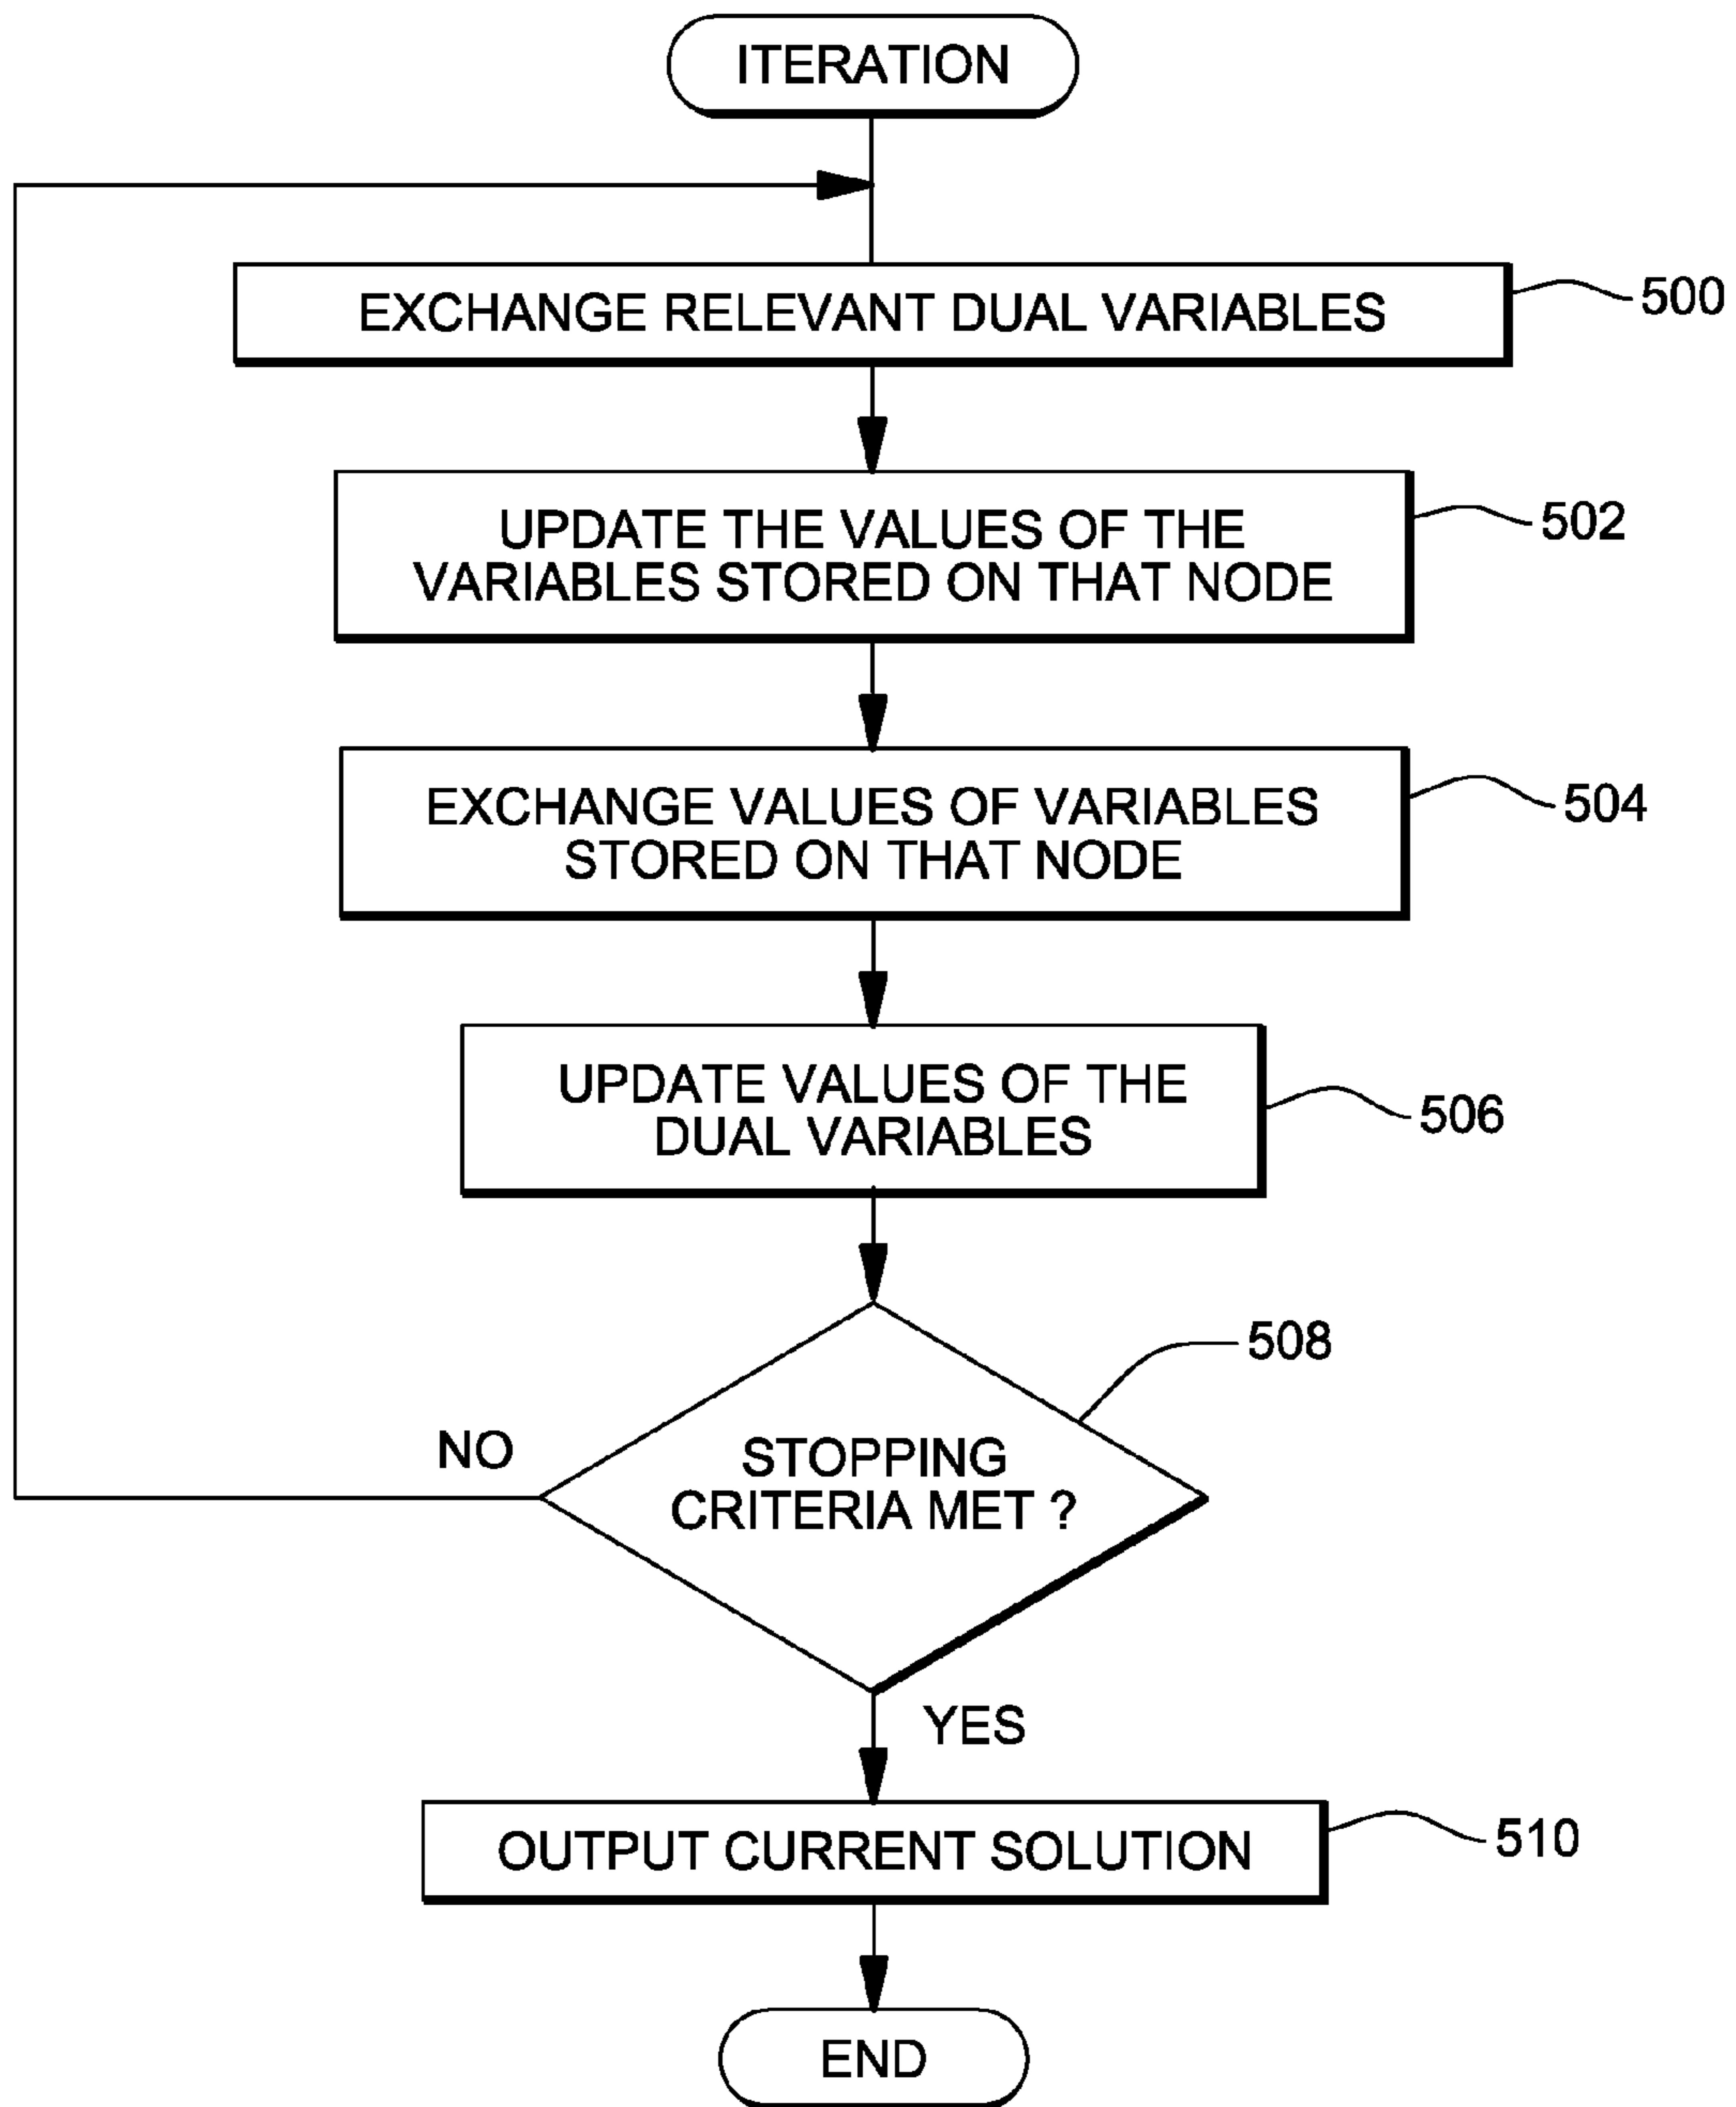 ITERATION
EXCHANGE RELEVANT DUAL VARIABLES
500
UPDATE THE VALUES OF THE
VARIABLES STORED ON THAT NODE
502
EXCHANGE VALUES OF VARIABLES
STORED ON THAT NODE
504
UPDATE VALUES OF THE
DUAL VARIABLES
506
508
NO
STOPPING
CRITERIA MET ?
YES
OUTPUT CURRENT SOLUTION
510
END